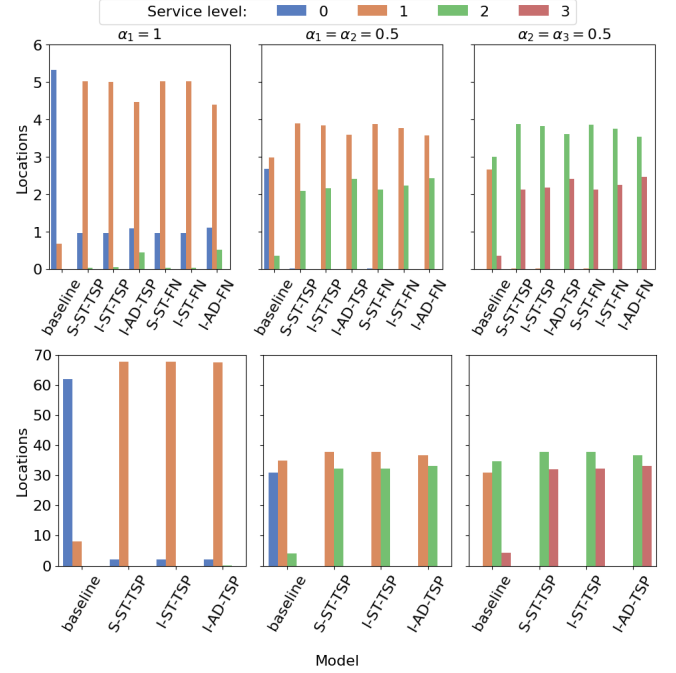 Service level: 0 1 2 3
α₁ = 1 α₁ = α₂ = 0.5 α₂ = α₃ = 0.5
Locations
6
5
4
3
2
1
0
baseline S-ST-TSP I-ST-TSP I-AD-TSP S-ST-FN I-ST-FN I-AD-FN
baseline S-ST-TSP I-ST-TSP I-AD-TSP S-ST-FN I-ST-FN I-AD-FN
baseline S-ST-TSP I-ST-TSP I-AD-TSP S-ST-FN I-ST-FN I-AD-FN
Locations
70
60
50
40
30
20
10
0
baseline S-ST-TSP I-ST-TSP I-AD-TSP
baseline S-ST-TSP I-ST-TSP I-AD-TSP
baseline S-ST-TSP I-ST-TSP I-AD-TSP
Model